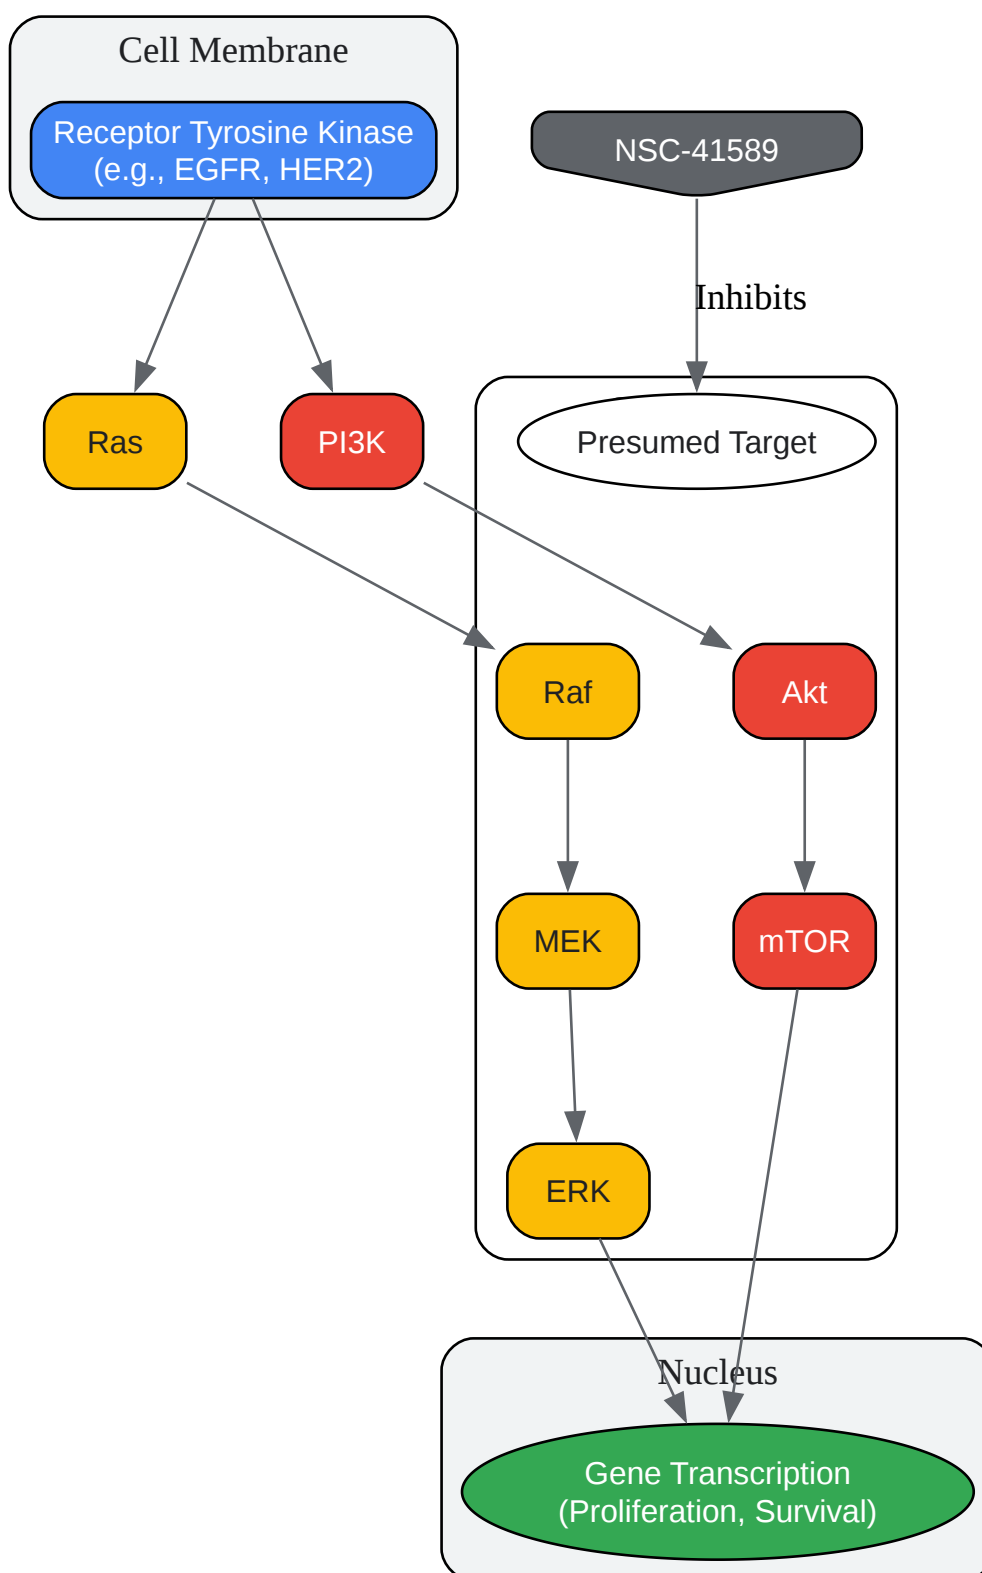 Cell Membrane
Receptor Tyrosine Kinase
(e.g., EGFR, HER2)
NSC-41589
Inhibits
Ras
PI3K
Presumed Target
Raf
Akt
MEK
mTOR
ERK
Nucleus
Gene Transcription
(Proliferation, Survival)